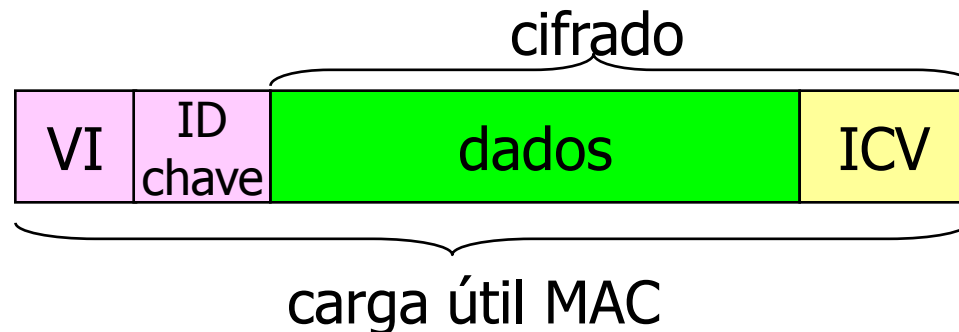 cifrado
VI
ID
chave
dados
ICV
carga útil MAC